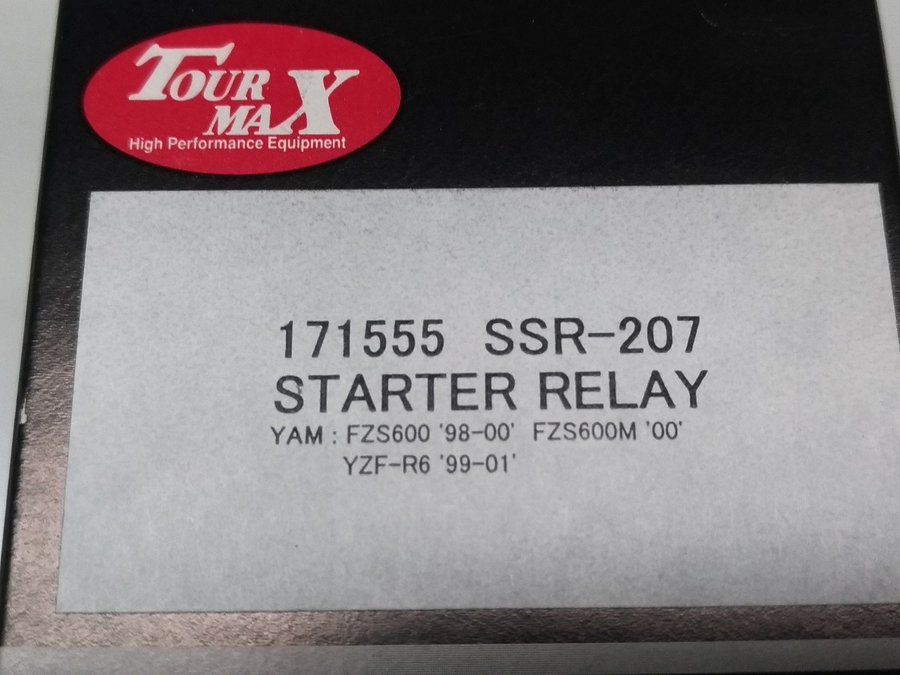 TOUR
MAX
High Performance Equipment
171555 SSR-207
STARTER RELAY
YAM : FZS600 '98-00' FZS600M '00'
YZF-R6 '99-01'